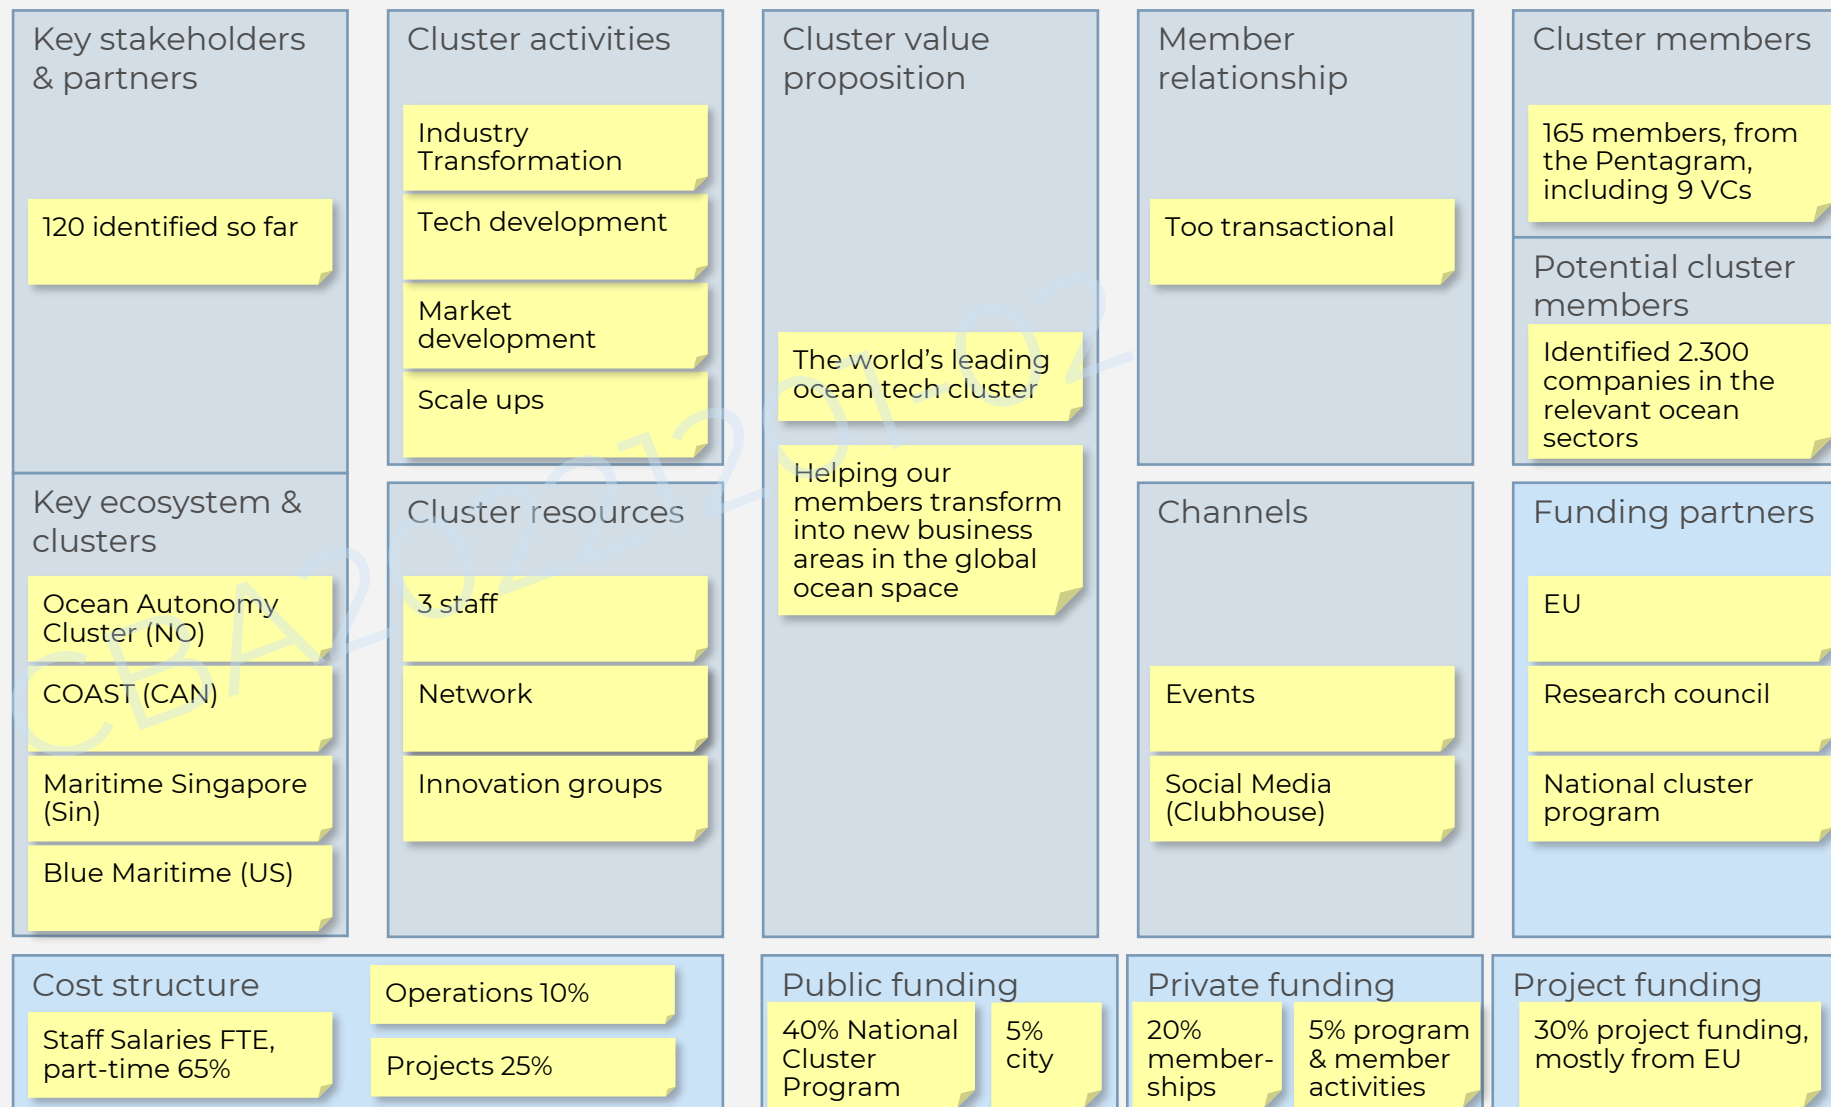 Key stakeholders
& partners
120 identified so far
Key ecosystem &
clusters
Ocean Autonomy
Cluster (NO)
COAST (CAN)
Maritime Singapore
(Sin)
Blue Maritime (US)
Cluster activities
Industry
Transformation
Tech development
Market
development
Scale ups
Cluster resources
3 staff
Network
Innovation groups
Cluster value
proposition
The world’s leading
ocean tech cluster
Helping our
members transform
into new business
areas in the global
ocean space
Member
relationship
Too transactional
Channels
Events
Social Media
(Clubhouse)
Cluster members
165 members, from
the Pentagram,
including 9 VCs
Potential cluster
members
Identified 2.300
companies in the
relevant ocean
sectors
Funding partners
EU
Research council
National cluster
program
Cost structure
Staff Salaries FTE,
part-time 65%
Operations 10%
Projects 25%
Public funding
40% National
Cluster
Program
5%
city
Private funding
20%
member-
ships
5% program
& member
activities
Project funding
30% project funding,
mostly from EU
CBA20221201-02